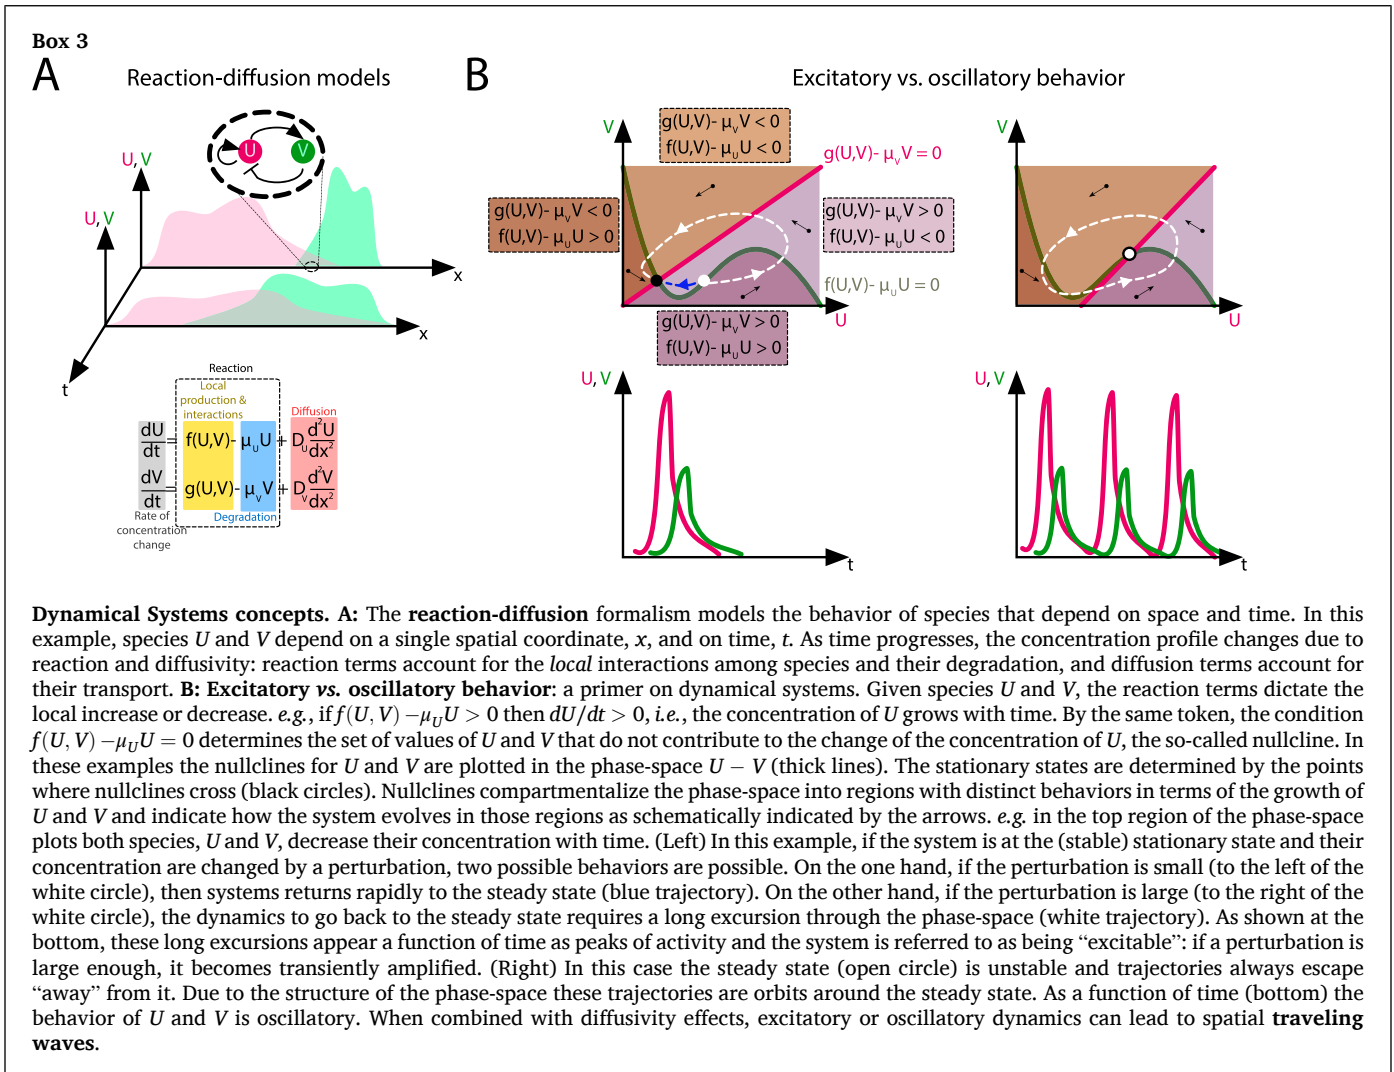 Box 3
A
Reaction-diffusion models
U
V
U, V
U, V
x
x
t
Reaction
Local
production &
interactions
Diffusion
dU/dt = f(U,V)- μ_U U + D_U d²U/dx²
dV/dt = g(U,V)- μ_V V + D_V d²V/dx²
Rate of
concentration
change
Degradation
B
Excitatory vs. oscillatory behavior
V
g(U,V)- μ_V V < 0
f(U,V)- μ_U U < 0
g(U,V)- μ_V V = 0
g(U,V)- μ_V V < 0
f(U,V)- μ_U U > 0
g(U,V)- μ_V V > 0
f(U,V)- μ_U U < 0
f(U,V)- μ_U U = 0
U
g(U,V)- μ_V V > 0
f(U,V)- μ_U U > 0
V
U
U, V
t
U, V
t
Dynamical Systems concepts. A: The reaction-diffusion formalism models the behavior of species that depend on space and time. In this
example, species U and V depend on a single spatial coordinate, x, and on time, t. As time progresses, the concentration profile changes due to
reaction and diffusivity: reaction terms account for the local interactions among species and their degradation, and diffusion terms account for
their transport. B: Excitatory vs. oscillatory behavior: a primer on dynamical systems. Given species U and V, the reaction terms dictate the
local increase or decrease. e.g., if f(U, V) −μ_U U > 0 then dU/dt > 0, i.e., the concentration of U grows with time. By the same token, the condition
f(U, V) −μ_U U = 0 determines the set of values of U and V that do not contribute to the change of the concentration of U, the so-called nullcline. In
these examples the nullclines for U and V are plotted in the phase-space U − V (thick lines). The stationary states are determined by the points
where nullclines cross (black circles). Nullclines compartmentalize the phase-space into regions with distinct behaviors in terms of the growth of
U and V and indicate how the system evolves in those regions as schematically indicated by the arrows. e.g. in the top region of the phase-space
plots both species, U and V, decrease their concentration with time. (Left) In this example, if the system is at the (stable) stationary state and their
concentration are changed by a perturbation, two possible behaviors are possible. On the one hand, if the perturbation is small (to the left of the
white circle), then systems returns rapidly to the steady state (blue trajectory). On the other hand, if the perturbation is large (to the right of the
white circle), the dynamics to go back to the steady state requires a long excursion through the phase-space (white trajectory). As shown at the
bottom, these long excursions appear a function of time as peaks of activity and the system is referred to as being “excitable”: if a perturbation is
large enough, it becomes transiently amplified. (Right) In this case the steady state (open circle) is unstable and trajectories always escape
“away” from it. Due to the structure of the phase-space these trajectories are orbits around the steady state. As a function of time (bottom) the
behavior of U and V is oscillatory. When combined with diffusivity effects, excitatory or oscillatory dynamics can lead to spatial traveling
waves.